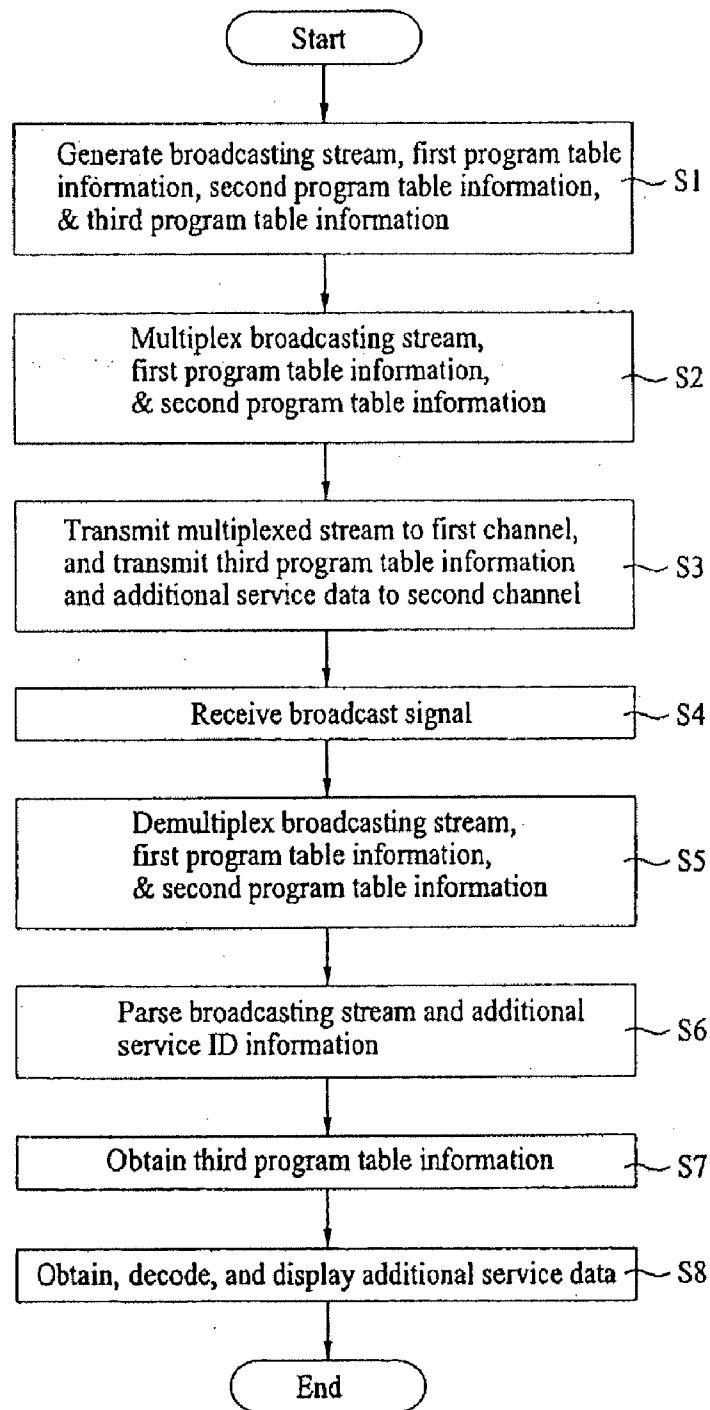 Start
Generate broadcasting stream, first program table
information, second program table information,
& third program table information
S1
Multiplex broadcasting stream,
first program table information,
& second program table information
S2
Transmit multiplexed stream to first channel,
and transmit third program table information
and additional service data to second channel
S3
Receive broadcast signal
S4
Demultiplex broadcasting stream,
first program table information,
& second program table information
S5
Parse broadcasting stream and additional
service ID information
S6
Obtain third program table information
S7
Obtain, decode, and display additional service data
S8
End